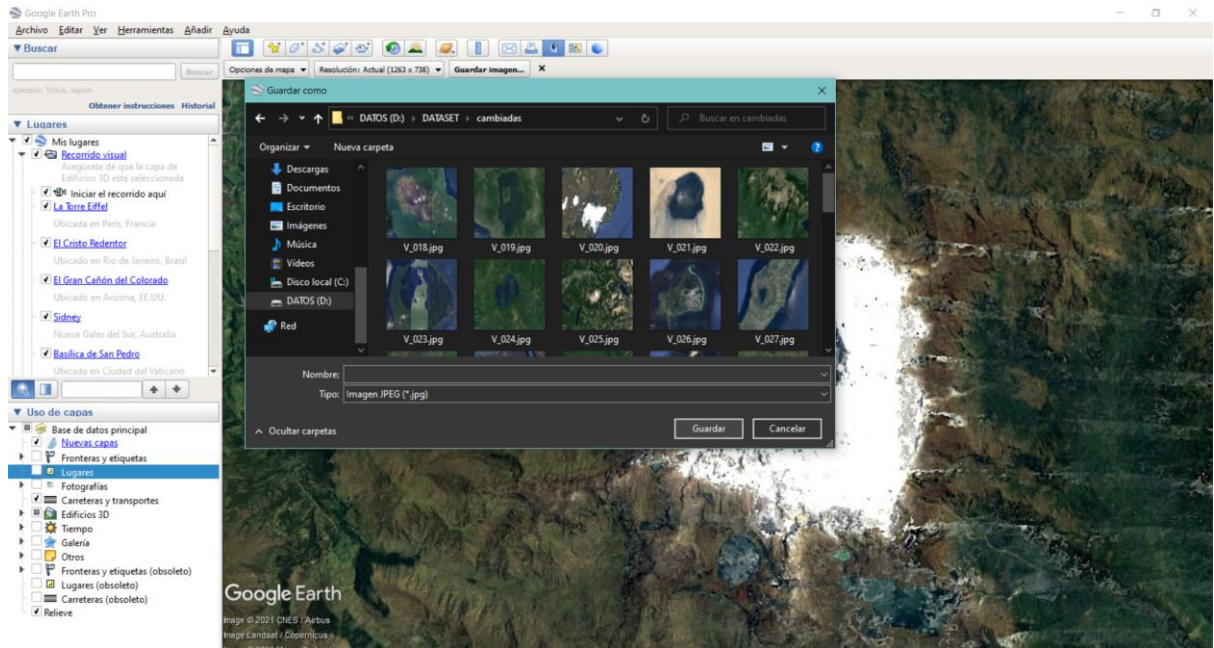 Google Earth Pro
Archivo Editar Ver Herramientas Añadir Ayuda
▼ Buscar
Buscar
ejemplo: Tokio, Japón
Obtener instrucciones Historial
▼ Lugares
Mis lugares
Recorrido visual
Asegúrate de que la capa de
Edificios 3D esté seleccionada
Iniciar el recorrido aquí
La Torre Eiffel
Ubicada en París, Francia
El Cristo Redentor
Ubicada en Río de Janeiro, Brasil
El Gran Cañón del Colorado
Ubicado en Arizona, EE.UU.
Sidney
Nueva Gales del Sur, Australia
Basílica de San Pedro
Ubicada en Ciudad del Vaticano
▼ Uso de capas
Base de datos principal
Nuevas capas
Fronteras y etiquetas
Lugares
Fotografías
Carreteras y transportes
Edificios 3D
Tiempo
Galería
Otros
Fronteras y etiquetas (obsoleto)
Lugares (obsoleto)
Carreteras (obsoleto)
Relieve
Opciones de mapa Resolución: Actual (1263 x 738) Guardar imagen... X
Guardar como
« DATOS (D:) › DATASET › cambiadas
Buscar en cambiadas
Organizar Nueva carpeta
Descargas
Documentos
Escritorio
Imágenes
Música
Vídeos
Disco local (C:)
DATOS (D:)
Red
V_018.jpg V_019.jpg V_020.jpg V_021.jpg V_022.jpg
V_023.jpg V_024.jpg V_025.jpg V_026.jpg V_027.jpg
Nombre:
Tipo: Imagen JPEG (*.jpg)
Ocultar carpetas Guardar Cancelar
Google Earth
Image © 2021 CNES / Airbus
Image Landsat / Copernicus